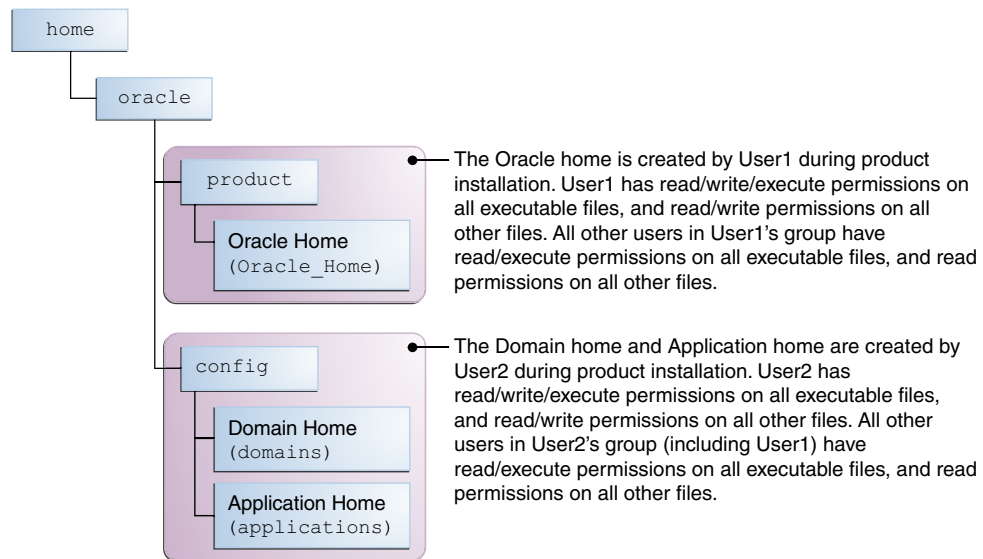 home
oracle
product
Oracle Home
(Oracle_Home)
The Oracle home is created by User1 during product
installation. User1 has read/write/execute permissions on
all executable files, and read/write permissions on all
other files. All other users in User1's group have
read/execute permissions on all executable files, and read
permissions on all other files.
config
Domain Home
(domains)
Application Home
(applications)
The Domain home and Application home are created by
User2 during product installation. User2 has
read/write/execute permissions on all executable files,
and read/write permissions on all other files. All other
users in User2's group (including User1) have
read/execute permissions on all executable files, and read
permissions on all other files.